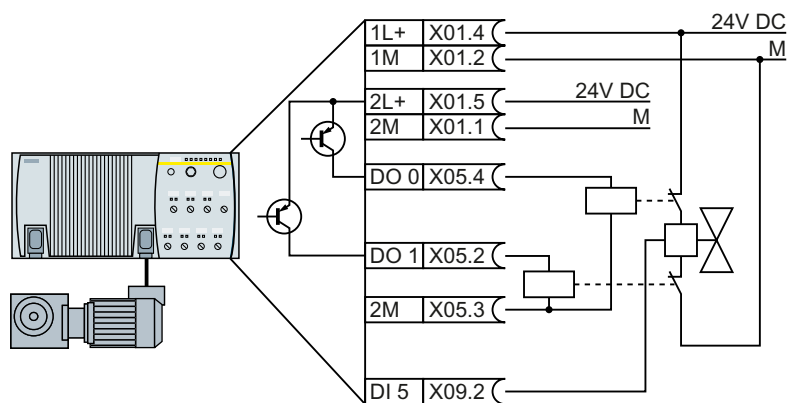 1L+ X01.4 24V DC
1M X01.2 M
2L+ X01.5 24V DC
2M X01.1 M
DO 0 X05.4
DO 1 X05.2
2M X05.3
DI 5 X09.2